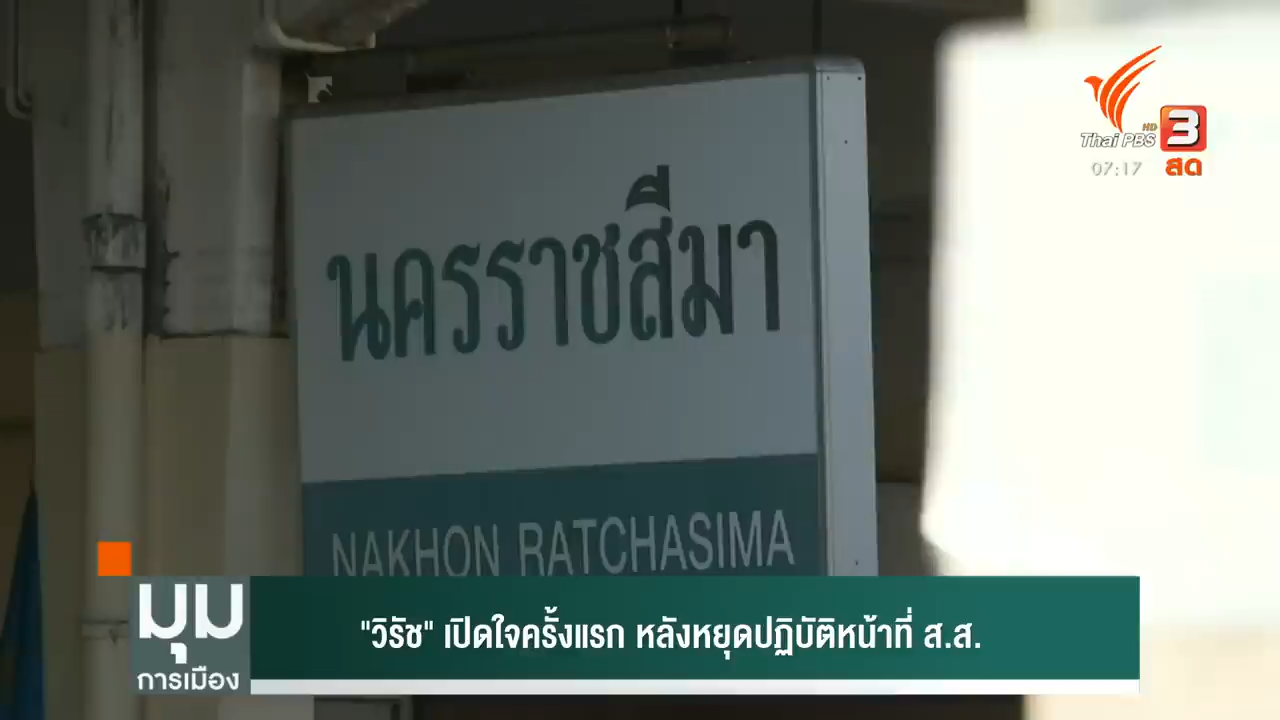 นครราชสีมา
NAKHON RATCHASIMA
Thai PBS HD 3
07:17 สด
มุม
การเมือง
"วิรัช" เปิดใจครั้งแรก หลังหยุดปฏิบัติหน้าที่ ส.ส.